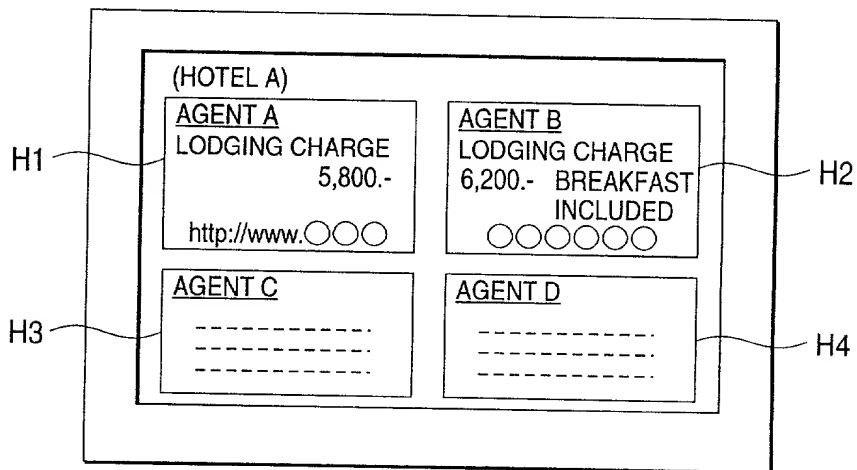 (HOTEL A)
AGENT A
LODGING CHARGE
5,800.-
http://www.○○○
AGENT B
LODGING CHARGE
6,200.- BREAKFAST
INCLUDED
○○○○○○
AGENT C
AGENT D
H1
H2
H3
H4